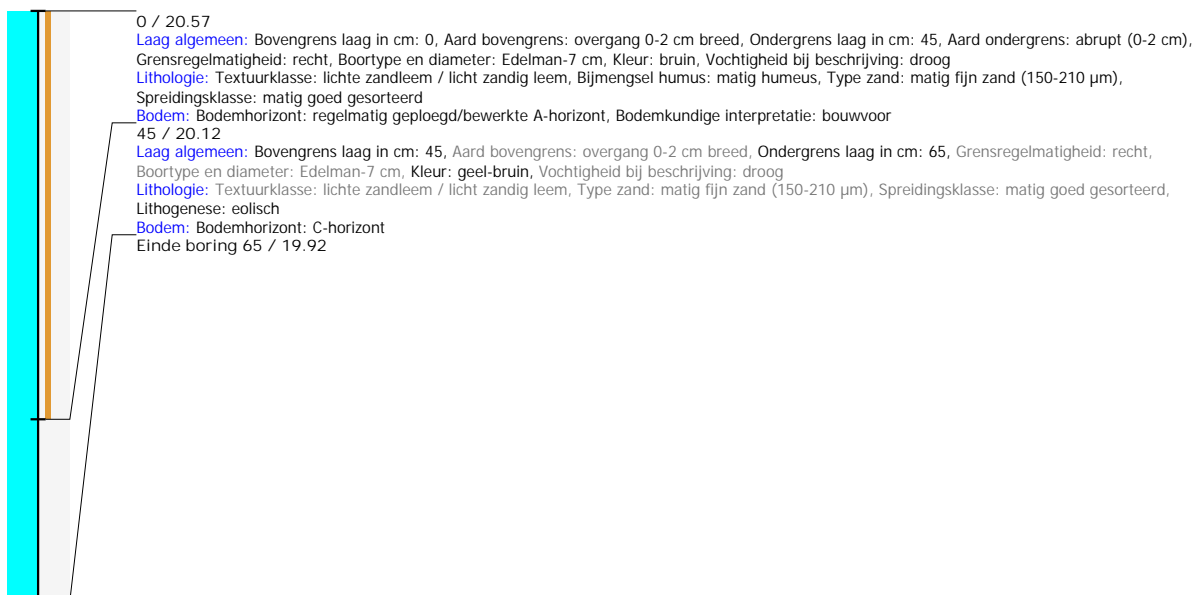 0 / 20.57
Laag algemeen: Bovengrens laag in cm: 0, Aard bovengrens: overgang 0-2 cm breed, Ondergrens laag in cm: 45, Aard ondergrens: abrupt (0-2 cm),
Grensregelmatigheid: recht, Boortype en diameter: Edelman-7 cm, Kleur: bruin, Vochtigheid bij beschrijving: droog
Lithologie: Textuurklasse: lichte zandleem / licht zandig leem, Bijmengsel humus: matig humeus, Type zand: matig fijn zand (150-210 µm),
Spreidingsklasse: matig goed gesorteerd
Bodem: Bodemhorizont: regelmatig geploegd/bewerkte A-horizont, Bodemkundige interpretatie: bouwvoor
45 / 20.12
Laag algemeen: Bovengrens laag in cm: 45, Aard bovengrens: overgang 0-2 cm breed, Ondergrens laag in cm: 65, Grensregelmatigheid: recht,
Boortype en diameter: Edelman-7 cm, Kleur: geel-bruin, Vochtigheid bij beschrijving: droog
Lithologie: Textuurklasse: lichte zandleem / licht zandig leem, Type zand: matig fijn zand (150-210 µm), Spreidingsklasse: matig goed gesorteerd,
Lithogenese: eolisch
Bodem: Bodemhorizont: C-horizont
Einde boring 65 / 19.92